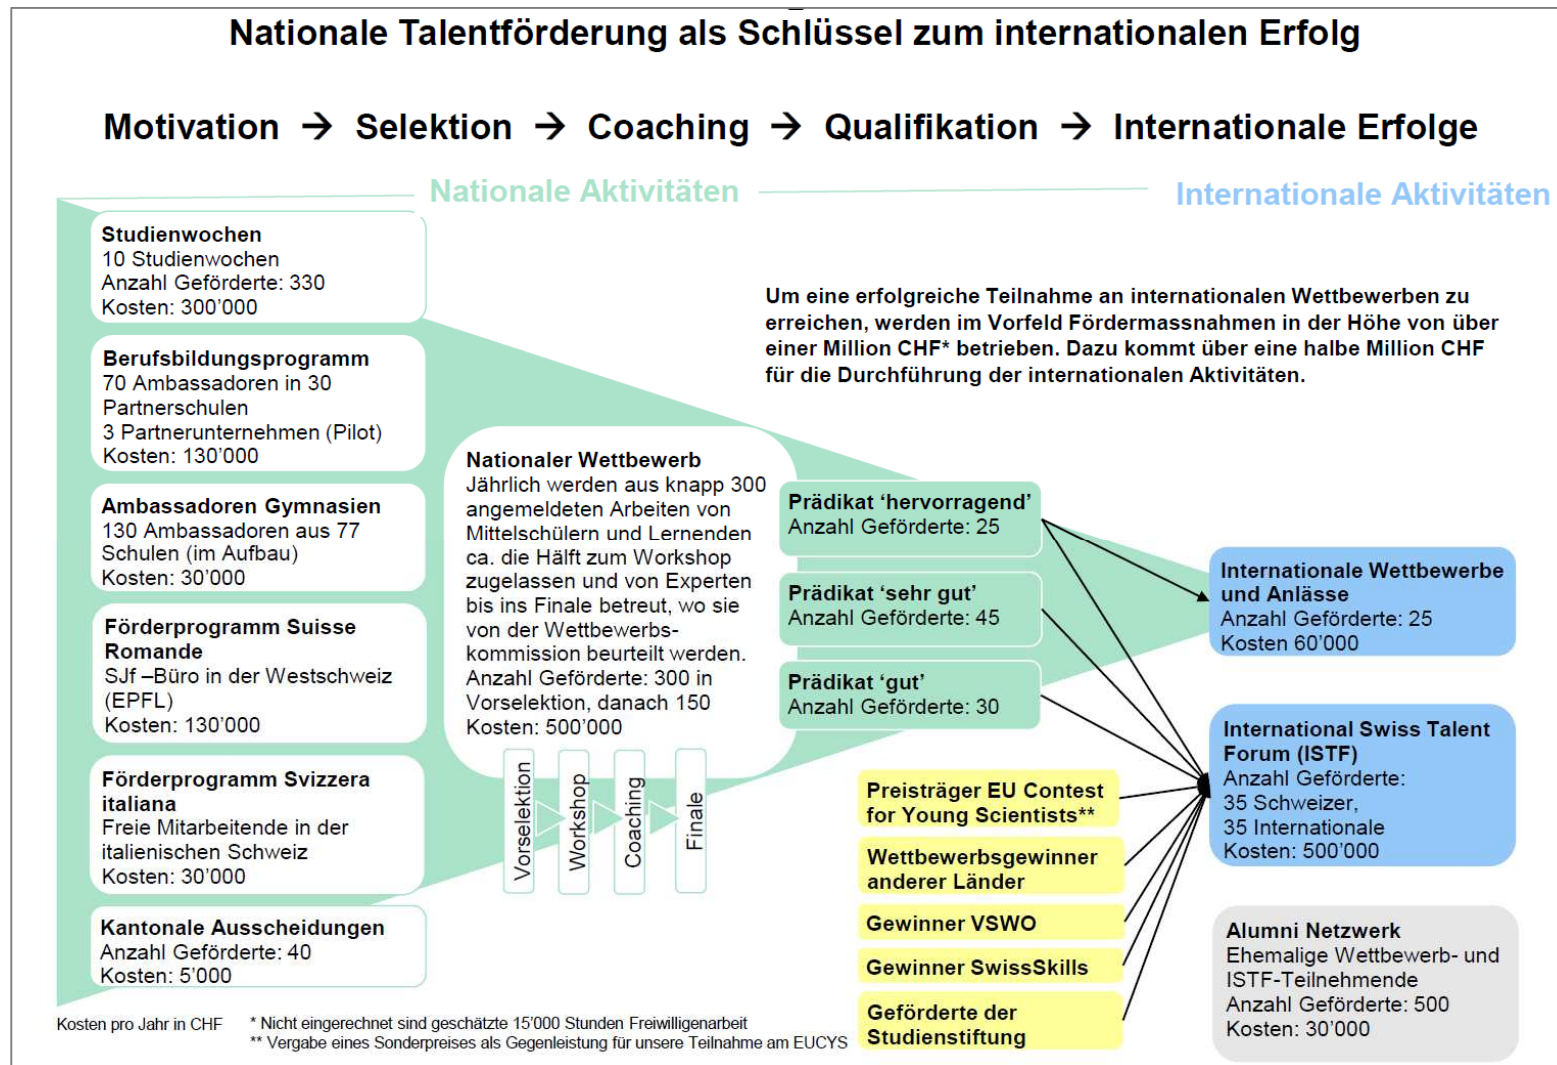 Nationale Talentförderung als Schlüssel zum internationalen Erfolg
Motivation → Selektion → Coaching → Qualifikation → Internationale Erfolge
Nationale Aktivitäten
Internationale Aktivitäten
Studienwochen
10 Studienwochen
Anzahl Geförderte: 330
Kosten: 300’000
Berufsbildungsprogramm
70 Ambassadoren in 30
Partnerschulen
3 Partnerunternehmen (Pilot)
Kosten: 130’000
Ambassadoren Gymnasien
130 Ambassadoren aus 77
Schulen (im Aufbau)
Kosten: 30’000
Förderprogramm Suisse
Romande
SJf –Büro in der Westschweiz
(EPFL)
Kosten: 130’000
Förderprogramm Svizzera
italiana
Freie Mitarbeitende in der
italienischen Schweiz
Kosten: 30’000
Kantonale Ausscheidungen
Anzahl Geförderte: 40
Kosten: 5’000
Um eine erfolgreiche Teilnahme an internationalen Wettbewerben zu
erreichen, werden im Vorfeld Fördermassnahmen in der Höhe von über
einer Million CHF* betrieben. Dazu kommt über eine halbe Million CHF
für die Durchführung der internationalen Aktivitäten.
Nationaler Wettbewerb
Jährlich werden aus knapp 300
angemeldeten Arbeiten von
Mittelschülern und Lernenden
ca. die Hälft zum Workshop
zugelassen und von Experten
bis ins Finale betreut, wo sie
von der Wettbewerbs-
kommission beurteilt werden.
Anzahl Geförderte: 300 in
Vorselektion, danach 150
Kosten: 500’000
Vorselektion
Workshop
Coaching
Finale
Prädikat ‘hervorragend’
Anzahl Geförderte: 25
Prädikat ‘sehr gut’
Anzahl Geförderte: 45
Prädikat ‘gut’
Anzahl Geförderte: 30
Preisträger EU Contest
for Young Scientists**
Wettbewerbsgewinner
anderer Länder
Gewinner VSWO
Gewinner SwissSkills
Geförderte der
Studienstiftung
Internationale Wettbewerbe
und Anlässe
Anzahl Geförderte: 25
Kosten 60’000
International Swiss Talent
Forum (ISTF)
Anzahl Geförderte:
35 Schweizer,
35 Internationale
Kosten: 500’000
Alumni Netzwerk
Ehemalige Wettbewerb- und
ISTF-Teilnehmende
Anzahl Geförderte: 500
Kosten: 30’000
Kosten pro Jahr in CHF
* Nicht eingerechnet sind geschätzte 15’000 Stunden Freiwilligenarbeit
** Vergabe eines Sonderpreises als Gegenleistung für unsere Teilnahme am EUCYS